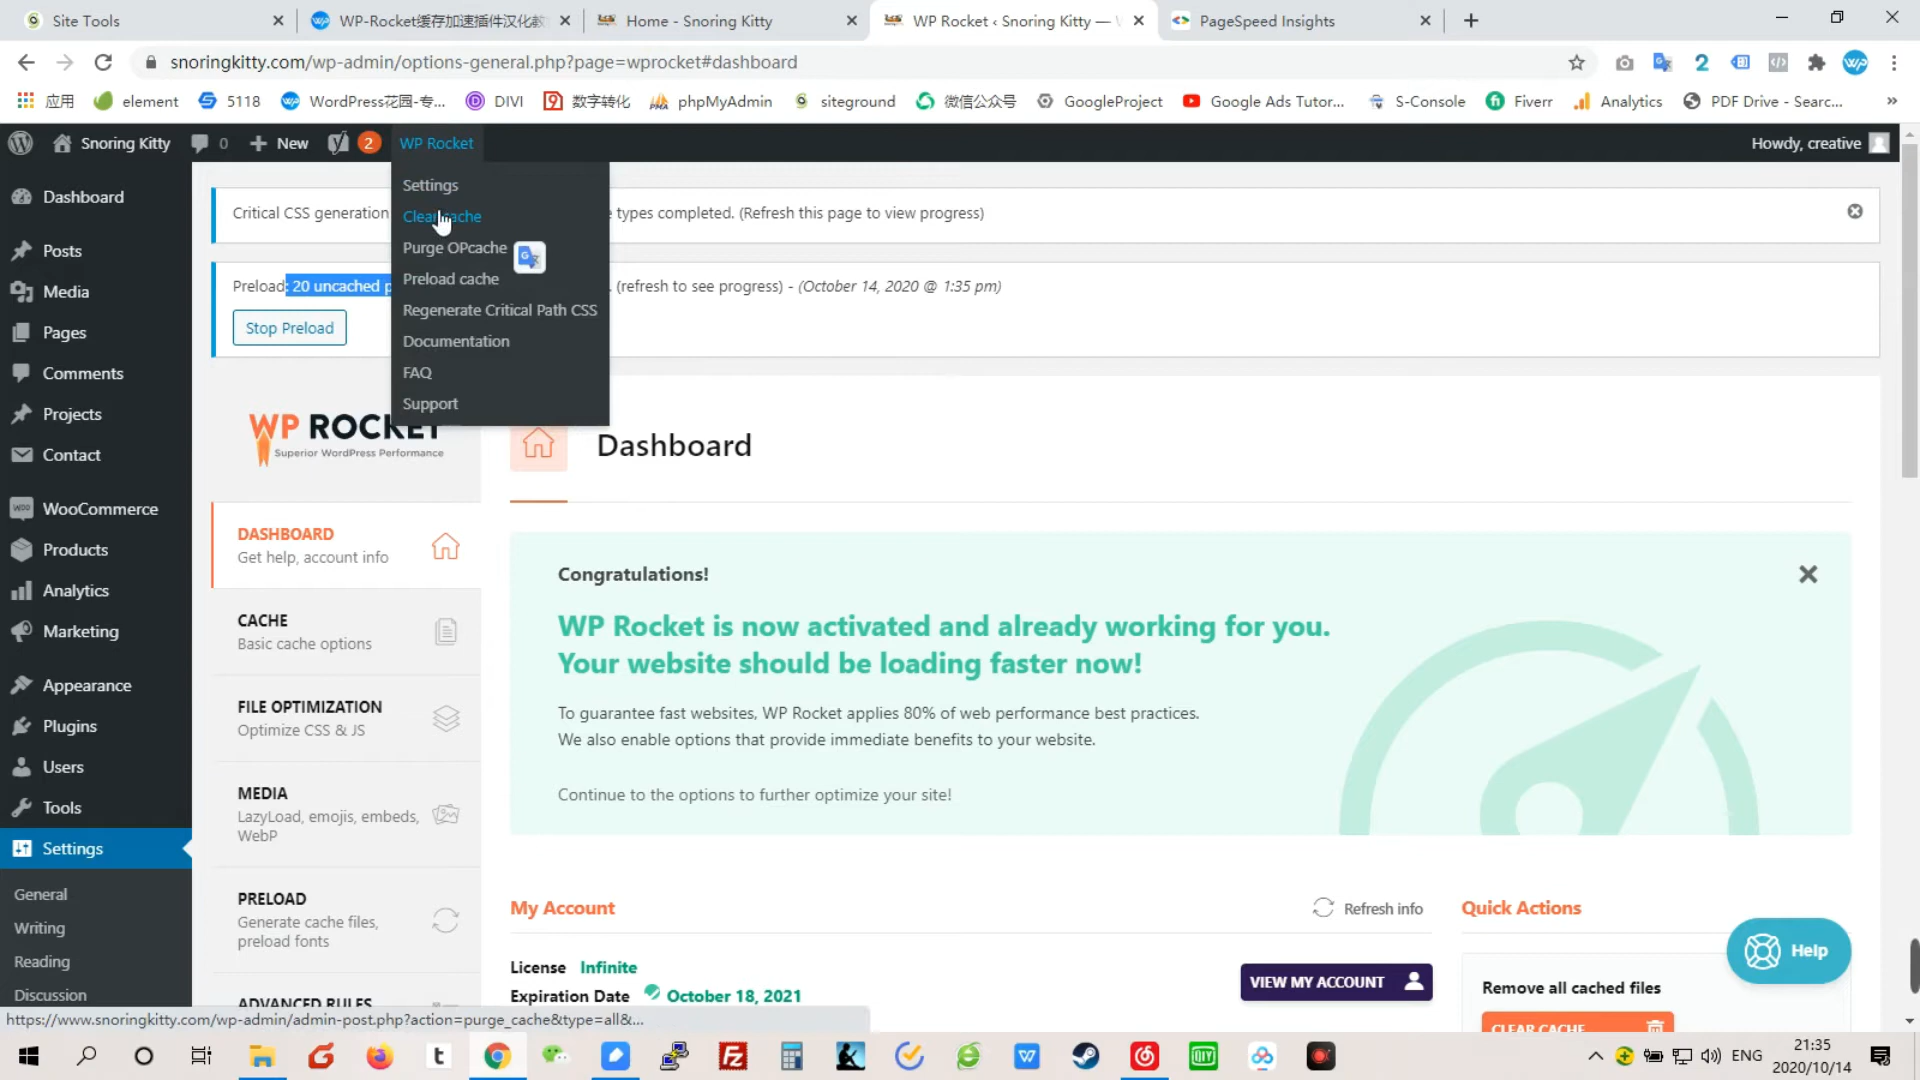 Site Tools
WP-Rocket缓存加速插件汉化教
Home - Snoring Kitty
WP Rocket ‹ Snoring Kitty —
PageSpeed Insights
snoringkitty.com/wp-admin/options-general.php?page=wprocket#dashboard
应用
element
5118
WordPress花园-专...
DIVI
数字转化
phpMyAdmin
siteground
微信公众号
GoogleProject
Google Ads Tutor...
S-Console
Fiverr
Analytics
PDF Drive - Searc...
Snoring Kitty
0
New
2
WP Rocket
Howdy, creative
Settings
Clear cache
Purge OPcache
Preload cache
Regenerate Critical Path CSS
Documentation
FAQ
Support
Dashboard
Posts
Media
Pages
Comments
Projects
Contact
WooCommerce
Products
Analytics
Marketing
Appearance
Plugins
Users
Tools
Settings
General
Writing
Reading
Discussion
Critical CSS generation
types completed. (Refresh this page to view progress)
Preload: 20 uncached
. (refresh to see progress) - (October 14, 2020 @ 1:35 pm)
Stop Preload
WP ROCKET
Superior WordPress Performance
DASHBOARD
Get help, account info
CACHE
Basic cache options
FILE OPTIMIZATION
Optimize CSS & JS
MEDIA
LazyLoad, emojis, embeds,
WebP
PRELOAD
Generate cache files,
preload fonts
ADVANCED RULES
Dashboard
Congratulations!
WP Rocket is now activated and already working for you.
Your website should be loading faster now!
To guarantee fast websites, WP Rocket applies 80% of web performance best practices.
We also enable options that provide immediate benefits to your website.
Continue to the options to further optimize your site!
My Account
Refresh info
License Infinite
Expiration Date October 18, 2021
VIEW MY ACCOUNT
Quick Actions
Remove all cached files
CLEAR CACHE
Help
https://www.snoringkitty.com/wp-admin/admin-post.php?action=purge_cache&type=all&...
ENG
21:35
2020/10/14